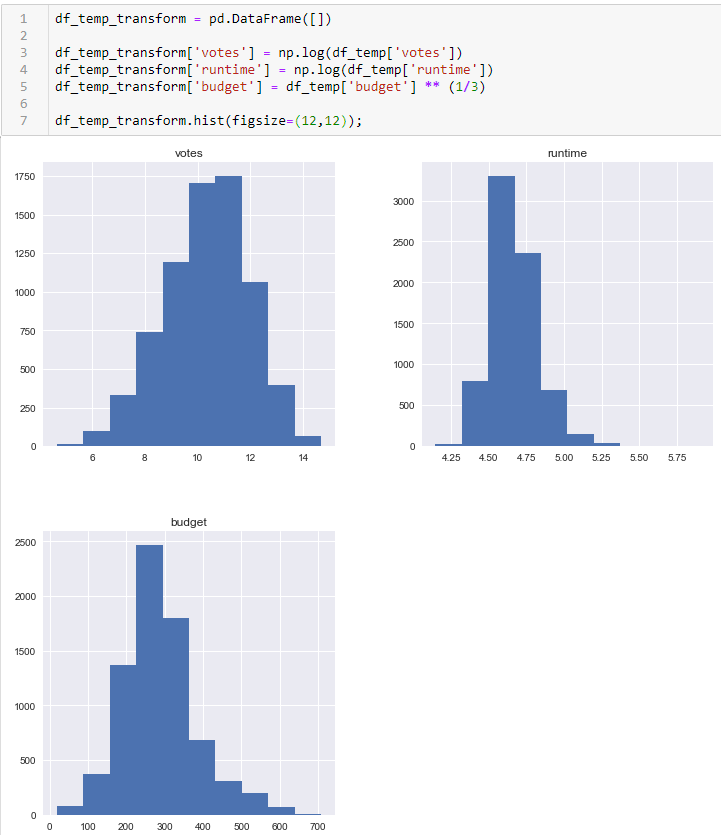 1 df_temp_transform = pd.DataFrame([])
2
3 df_temp_transform['votes'] = np.log(df_temp['votes'])
4 df_temp_transform['runtime'] = np.log(df_temp['runtime'])
5 df_temp_transform['budget'] = df_temp['budget'] ** (1/3)
6
7 df_temp_transform.hist(figsize=(12,12));
votes
1750
1500
1250
1000
750
500
250
0
6 8 10 12 14
runtime
3000
2500
2000
1500
1000
500
0
4.25 4.50 4.75 5.00 5.25 5.50 5.75
budget
2500
2000
1500
1000
500
0
0 100 200 300 400 500 600 700